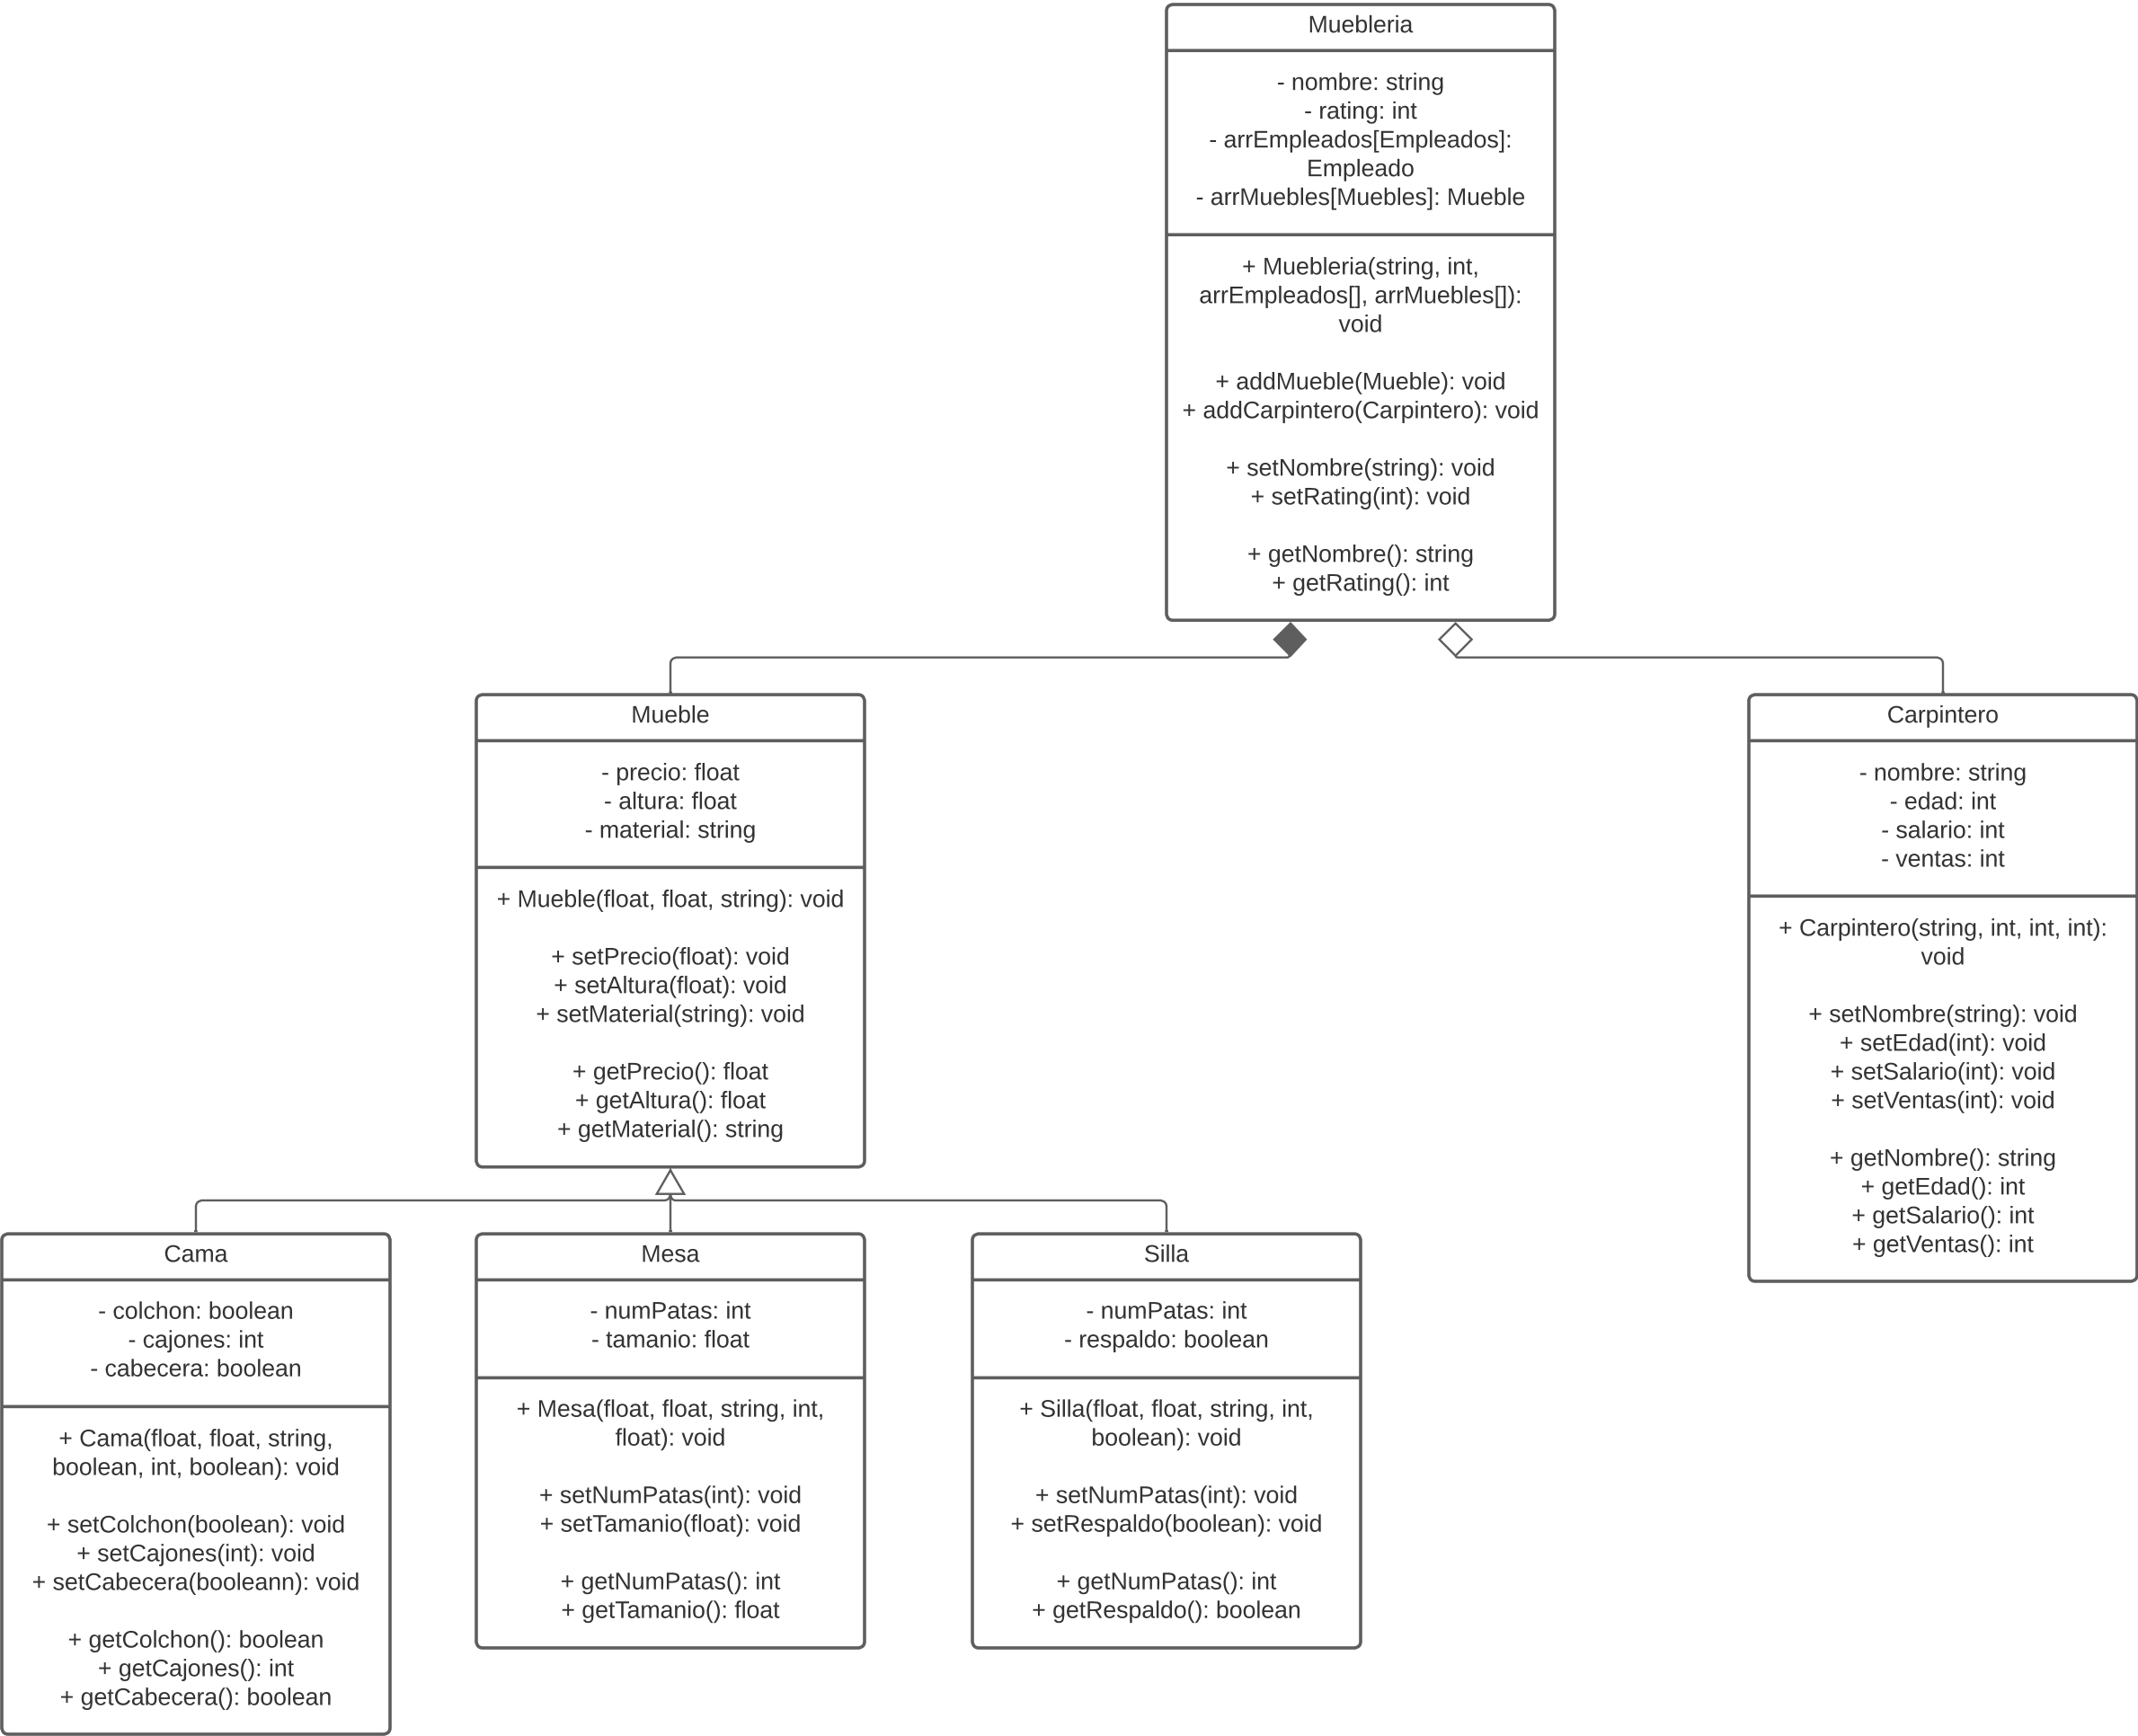 Muebleria
- nombre: string
- rating: int
- arrEmpleados[Empleados]:
Empleado
- arrMuebles[Muebles]: Mueble
+ Muebleria(string, int,
arrEmpleados[], arrMuebles[]):
void
+ addMueble(Mueble): void
+ addCarpintero(Carpintero): void
+ setNombre(string): void
+ setRating(int): void
+ getNombre(): string
+ getRating(): int
Mueble
- precio: float
- altura: float
- material: string
+ Mueble(float, float, string): void
+ setPrecio(float): void
+ setAltura(float): void
+ setMaterial(string): void
+ getPrecio(): float
+ getAltura(): float
+ getMaterial(): string
Carpintero
- nombre: string
- edad: int
- salario: int
- ventas: int
+ Carpintero(string, int, int, int):
void
+ setNombre(string): void
+ setEdad(int): void
+ setSalario(int): void
+ setVentas(int): void
+ getNombre(): string
+ getEdad(): int
+ getSalario(): int
+ getVentas(): int
Cama
- colchon: boolean
- cajones: int
- cabecera: boolean
+ Cama(float, float, string,
boolean, int, boolean): void
+ setColchon(boolean): void
+ setCajones(int): void
+ setCabecera(booleann): void
+ getColchon(): boolean
+ getCajones(): int
+ getCabecera(): boolean
Mesa
- numPatas: int
- tamanio: float
+ Mesa(float, float, string, int,
float): void
+ setNumPatas(int): void
+ setTamanio(float): void
+ getNumPatas(): int
+ getTamanio(): float
Silla
- numPatas: int
- respaldo: boolean
+ Silla(float, float, string, int,
boolean): void
+ setNumPatas(int): void
+ setRespaldo(boolean): void
+ getNumPatas(): int
+ getRespaldo(): boolean